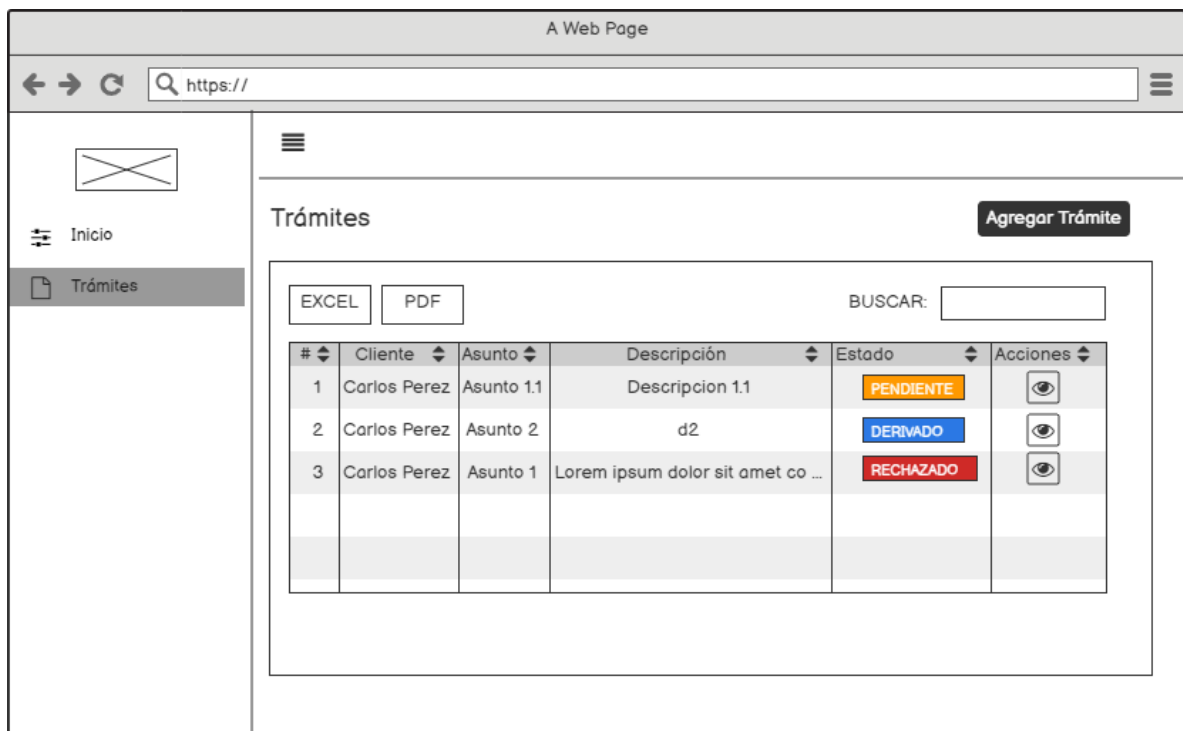 A Web Page
https://
Inicio
Trámites
Trámites
Agregar Trámite
EXCEL PDF BUSCAR:
# Cliente Asunto Descripción Estado Acciones
1 Carlos Perez Asunto 1.1 Descripcion 1.1 PENDIENTE
2 Carlos Perez Asunto 2 d2 DERIVADO
3 Carlos Perez Asunto 1 Lorem ipsum dolor sit amet co ... RECHAZADO